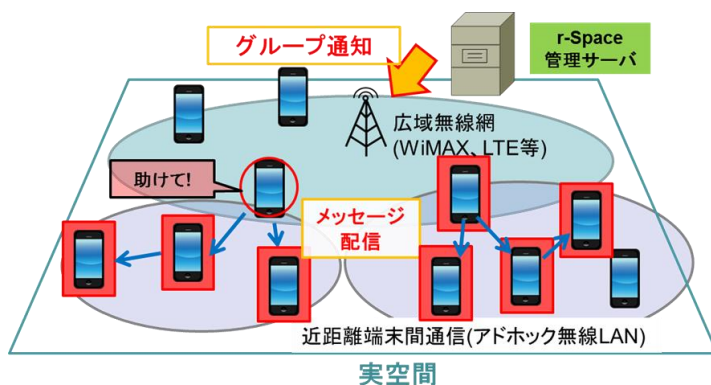 グループ通知
r-Space
管理サーバ
広域無線網
(WiMAX、LTE等)
助けて!
メッセージ
配信
近距離端末間通信(アドホック無線LAN)
実空間